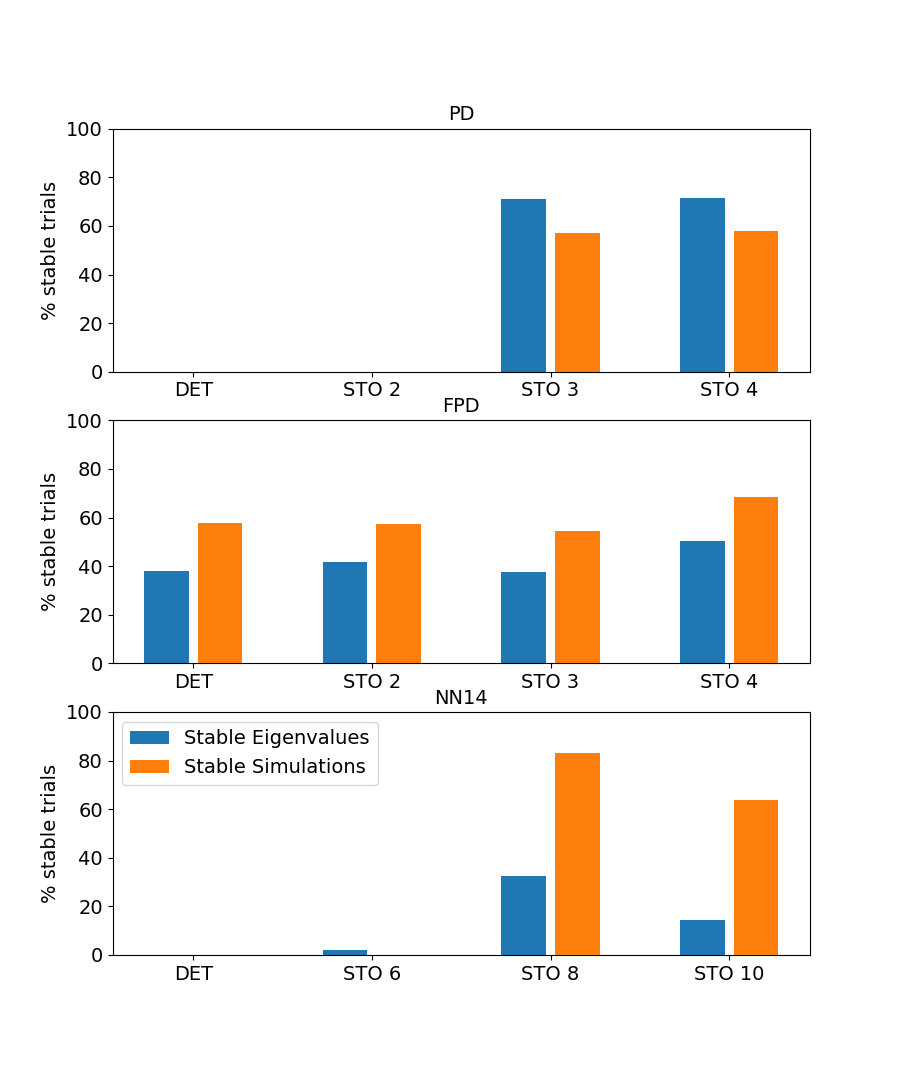 PD
100
80
60
40
20
0
% stable trials
DET STO 2 STO 3 STO 4
FPD
100
80
60
40
20
0
% stable trials
DET STO 2 STO 3 STO 4
NN14
100
80
60
40
20
0
% stable trials
Stable Eigenvalues
Stable Simulations
DET STO 6 STO 8 STO 10